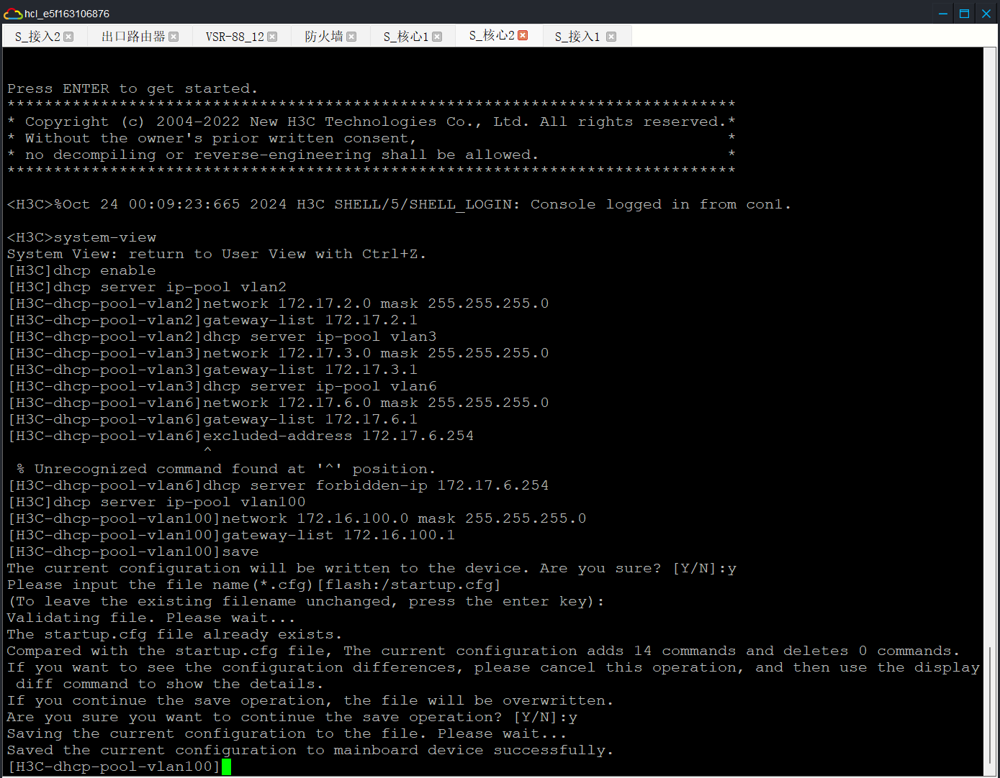 hcl_e5f163106876
S_接入2 出口路由器 VSR-88_12 防火墙 S_核心1 S_核心2 S_接入1
Press ENTER to get started.
******************************************************************************
* Copyright (c) 2004-2022 New H3C Technologies Co., Ltd. All rights reserved.*
* Without the owner's prior written consent,                                 *
* no decompiling or reverse-engineering shall be allowed.                    *
******************************************************************************
<H3C>%Oct 24 00:09:23:665 2024 H3C SHELL/5/SHELL_LOGIN: Console logged in from con1.
<H3C>system-view
System View: return to User View with Ctrl+Z.
[H3C]dhcp enable
[H3C]dhcp server ip-pool vlan2
[H3C-dhcp-pool-vlan2]network 172.17.2.0 mask 255.255.255.0
[H3C-dhcp-pool-vlan2]gateway-list 172.17.2.1
[H3C-dhcp-pool-vlan2]dhcp server ip-pool vlan3
[H3C-dhcp-pool-vlan3]network 172.17.3.0 mask 255.255.255.0
[H3C-dhcp-pool-vlan3]gateway-list 172.17.3.1
[H3C-dhcp-pool-vlan3]dhcp server ip-pool vlan6
[H3C-dhcp-pool-vlan6]network 172.17.6.0 mask 255.255.255.0
[H3C-dhcp-pool-vlan6]gateway-list 172.17.6.1
[H3C-dhcp-pool-vlan6]excluded-address 172.17.6.254
                     ^
 % Unrecognized command found at '^' position.
[H3C-dhcp-pool-vlan6]dhcp server forbidden-ip 172.17.6.254
[H3C]dhcp server ip-pool vlan100
[H3C-dhcp-pool-vlan100]network 172.16.100.0 mask 255.255.255.0
[H3C-dhcp-pool-vlan100]gateway-list 172.16.100.1
[H3C-dhcp-pool-vlan100]save
The current configuration will be written to the device. Are you sure? [Y/N]:y
Please input the file name(*.cfg)[flash:/startup.cfg]
(To leave the existing filename unchanged, press the enter key):
Validating file. Please wait...
The startup.cfg file already exists.
Compared with the startup.cfg file, The current configuration adds 14 commands and deletes 0 commands.
If you want to see the configuration differences, please cancel this operation, and then use the display
 diff command to show the details.
If you continue the save operation, the file will be overwritten.
Are you sure you want to continue the save operation? [Y/N]:y
Saving the current configuration to the file. Please wait...
Saved the current configuration to mainboard device successfully.
[H3C-dhcp-pool-vlan100]